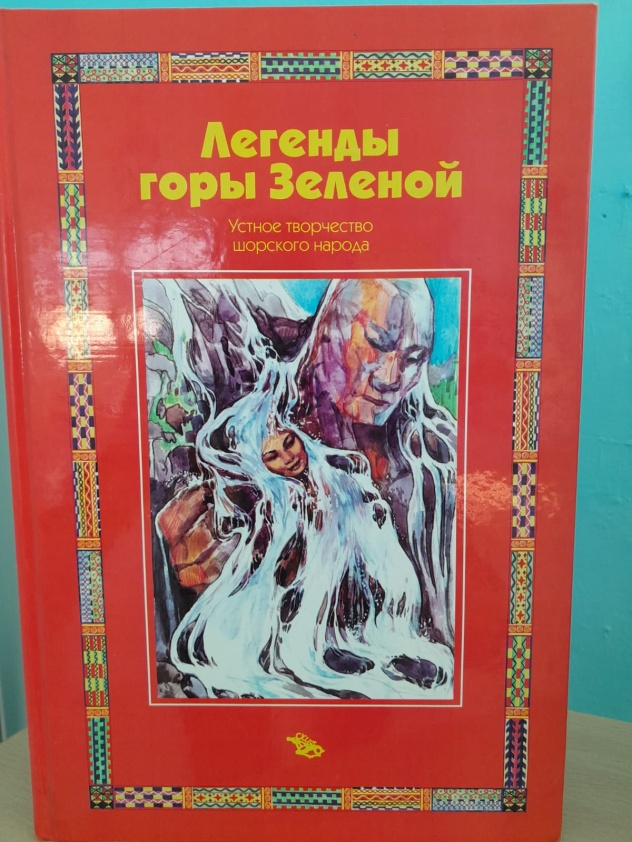 Легенды
горы Зеленой
Устное творчество
шорского народа